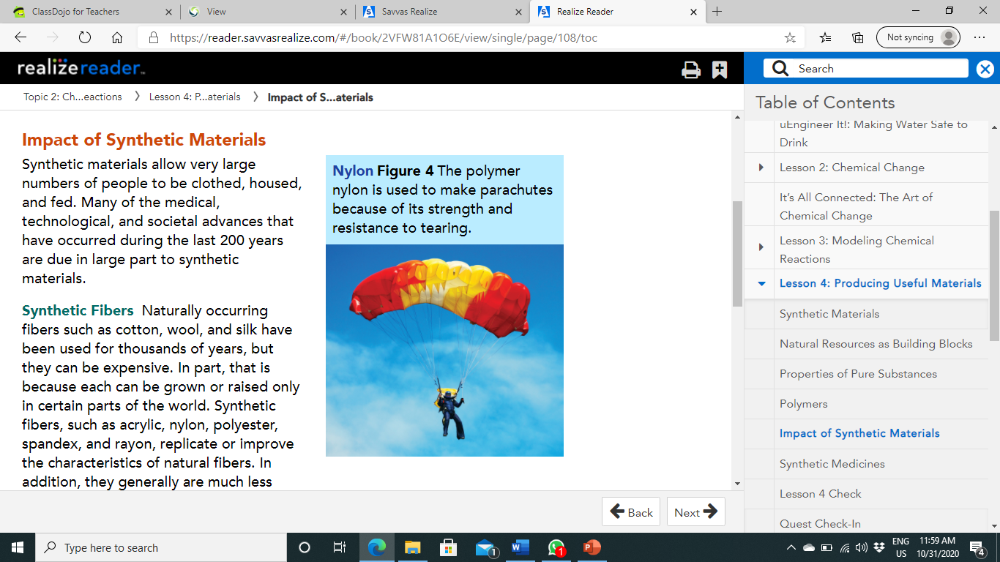 ClassDojo for Teachers
View
Savvas Realize
Realize Reader
https://reader.savvasrealize.com/#/book/2VFW81A1O6E/view/single/page/108/toc
Not syncing
realizereader™
Search
Topic 2: Ch...eactions
Lesson 4: P...aterials
Impact of S...aterials
Impact of Synthetic Materials
Synthetic materials allow very large
numbers of people to be clothed, housed,
and fed. Many of the medical,
technological, and societal advances that
have occurred during the last 200 years
are due in large part to synthetic
materials.
Synthetic Fibers Naturally occurring
fibers such as cotton, wool, and silk have
been used for thousands of years, but
they can be expensive. In part, that is
because each can be grown or raised only
in certain parts of the world. Synthetic
fibers, such as acrylic, nylon, polyester,
spandex, and rayon, replicate or improve
the characteristics of natural fibers. In
addition, they generally are much less
Nylon Figure 4 The polymer
nylon is used to make parachutes
because of its strength and
resistance to tearing.
Back
Next
Table of Contents
uEngineer It!: Making Water Safe to
Drink
Lesson 2: Chemical Change
It's All Connected: The Art of
Chemical Change
Lesson 3: Modeling Chemical
Reactions
Lesson 4: Producing Useful Materials
Synthetic Materials
Natural Resources as Building Blocks
Properties of Pure Substances
Polymers
Impact of Synthetic Materials
Synthetic Medicines
Lesson 4 Check
Quest Check-In
Type here to search
1
1
ENG
US
11:59 AM
10/31/2020
4